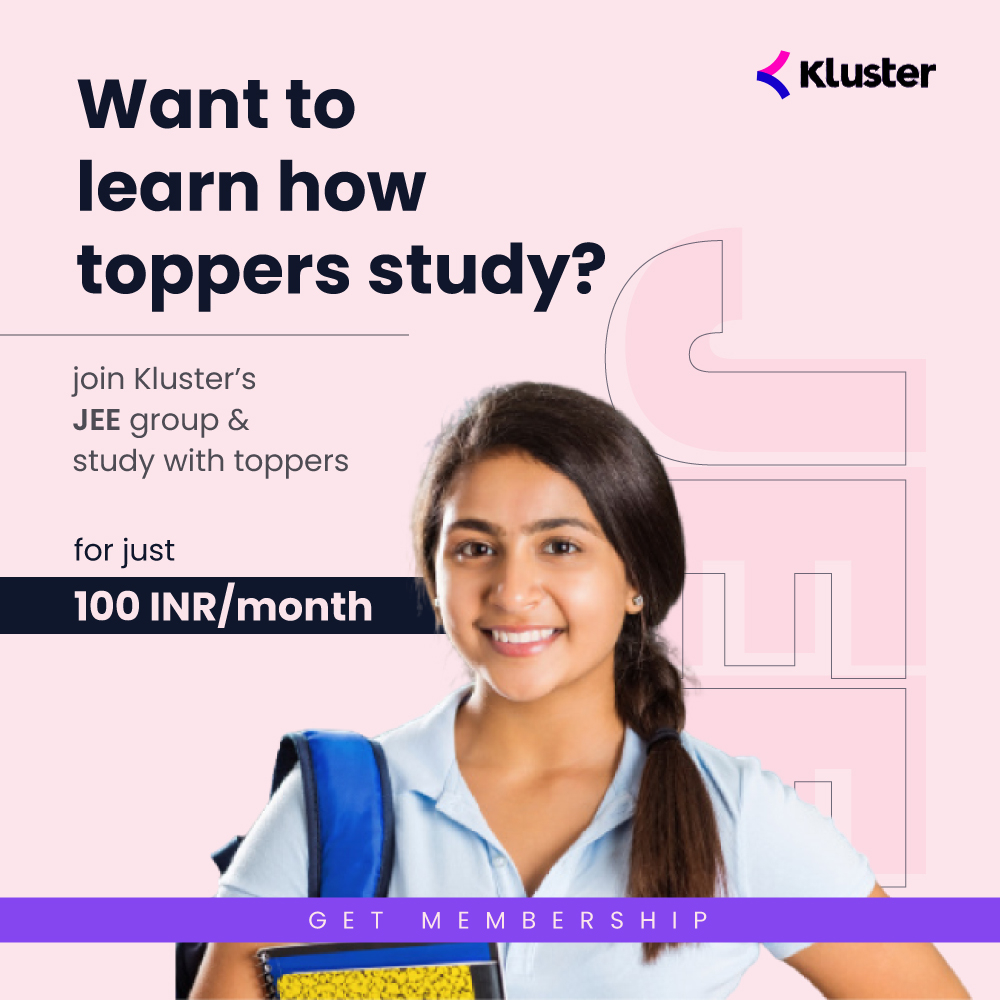 Kluster
Want to
learn how
toppers study?
join Kluster's
JEE group &
study with toppers
for just
100 INR/month
JEE
GET MEMBERSHIP